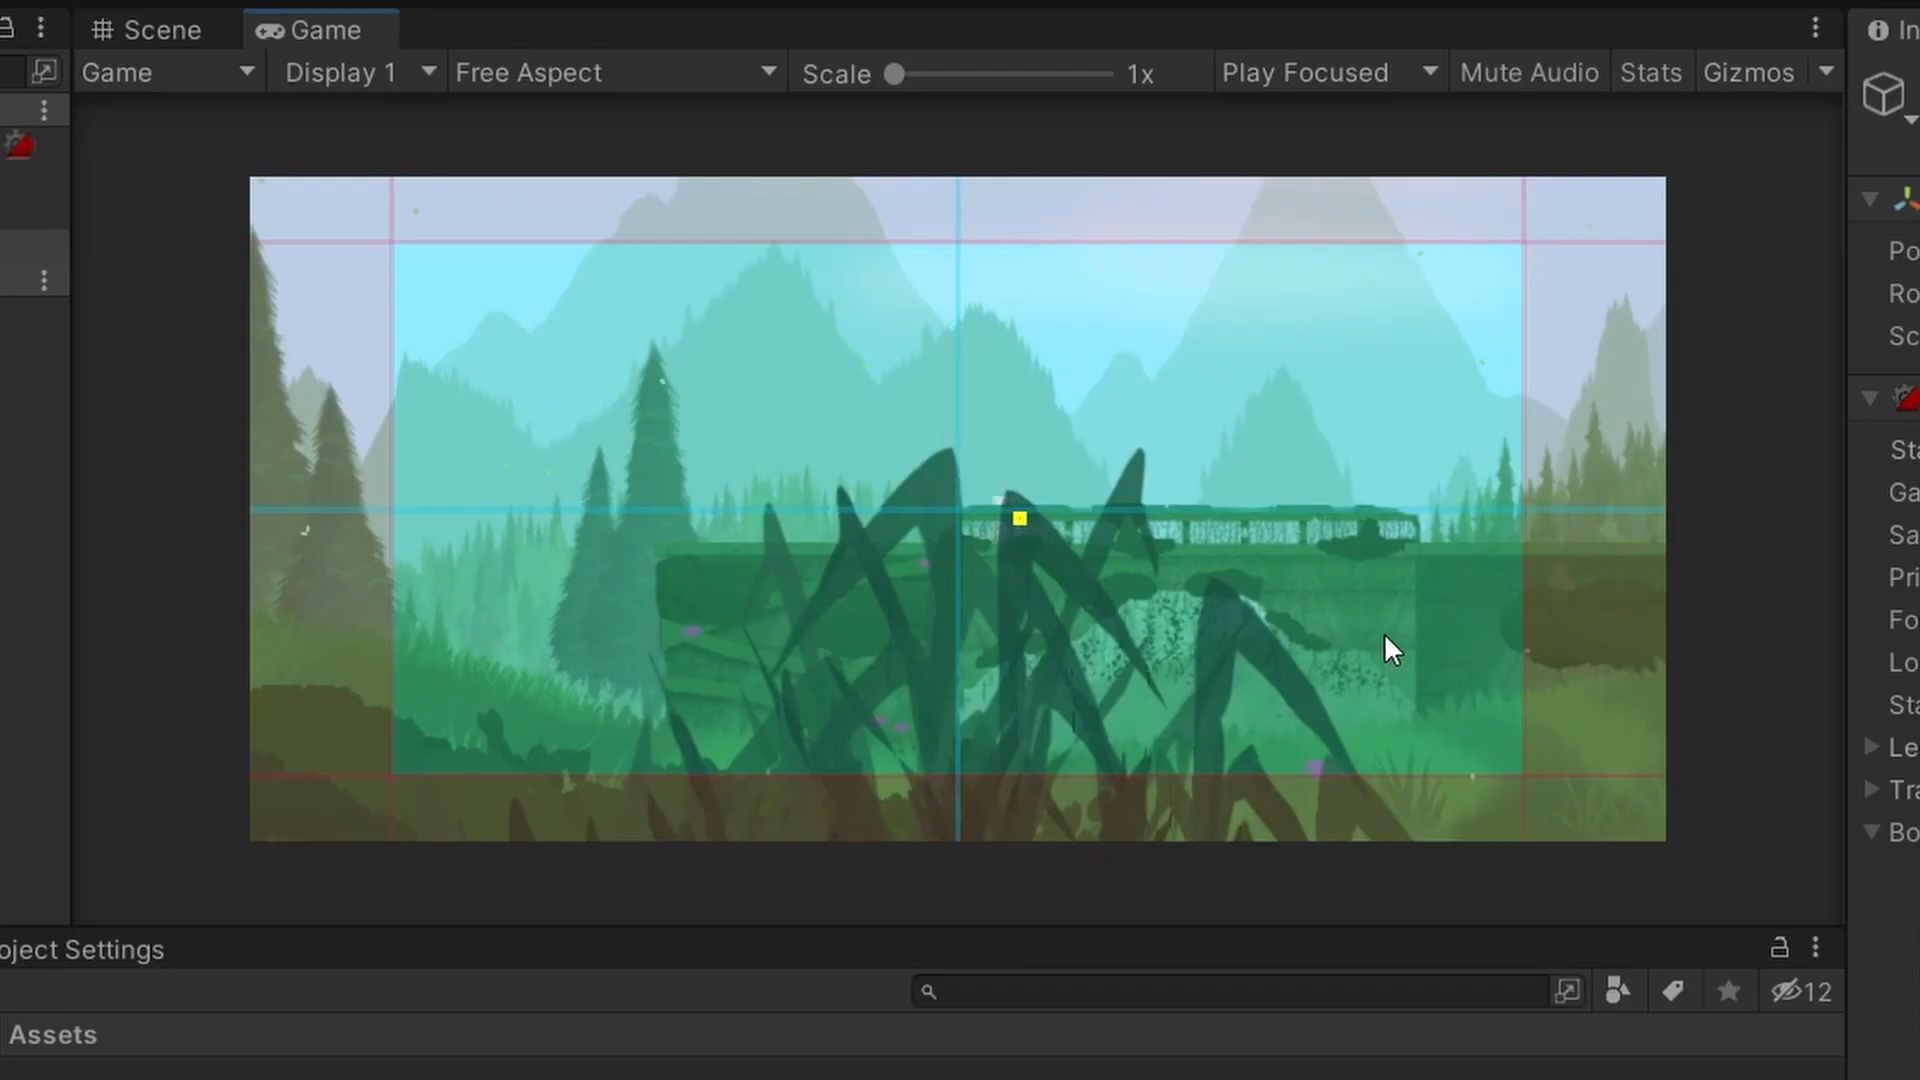 Scene Game In
Game Display 1 Free Aspect Scale 1x Play Focused Mute Audio Stats Gizmos
Po
Ro
Sc
Sta
Ga
Sa
Pri
Fo
Lo
Sta
Le
Tra
Bo
oject Settings
12
Assets